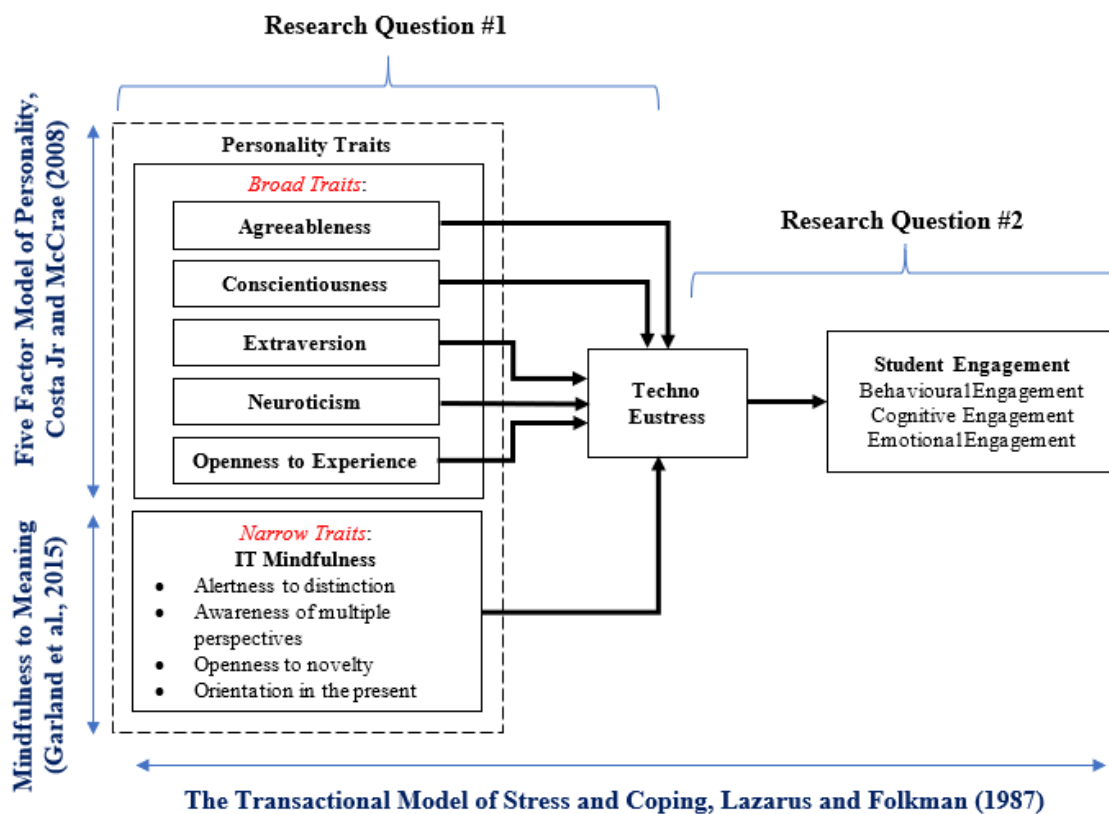 Research Question #1
Five Factor Model of Personality,
Costa Jr and McCrae (2008)
Personality Traits
Broad Traits:
Agreeableness
Conscientiousness
Extraversion
Neuroticism
Openness to Experience
Research Question #2
Techno
Eustress
Student Engagement
Behavioural Engagement
Cognitive Engagement
Emotional Engagement
Mindfulness to Meaning
(Garland et al., 2015)
Narrow Traits:
IT Mindfulness
• Alertness to distinction
• Awareness of multiple
perspectives
• Openness to novelty
• Orientation in the present
The Transactional Model of Stress and Coping, Lazarus and Folkman (1987)